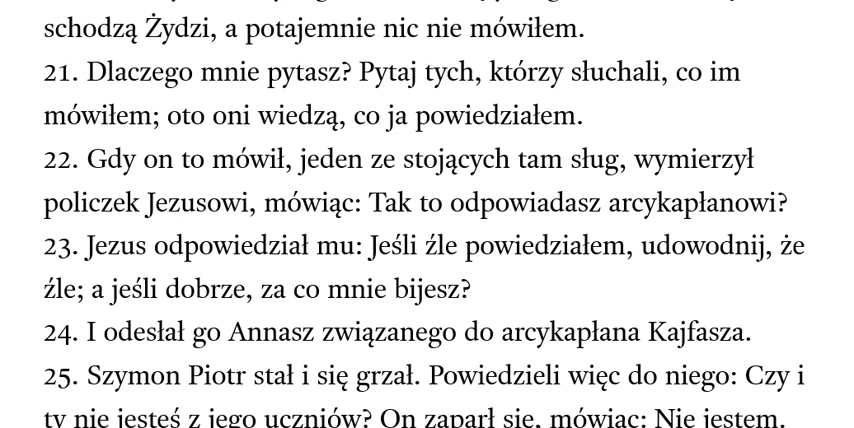 schodzą Żydzi, a potajemnie nic nie mówiłem.
21. Dlaczego mnie pytasz? Pytaj tych, którzy słuchali, co im
mówiłem; oto oni wiedzą, co ja powiedziałem.
22. Gdy on to mówił, jeden ze stojących tam sług, wymierzył
policzek Jezusowi, mówiąc: Tak to odpowiadasz arcykapłanowi?
23. Jezus odpowiedział mu: Jeśli źle powiedziałem, udowodnij, że
źle; a jeśli dobrze, za co mnie bijesz?
24. I odesłał go Annasz związanego do arcykapłana Kajfasza.
25. Szymon Piotr stał i się grzał. Powiedzieli więc do niego: Czy i
ty nie jesteś z jego uczniów? On zaparł się, mówiąc: Nie jestem.